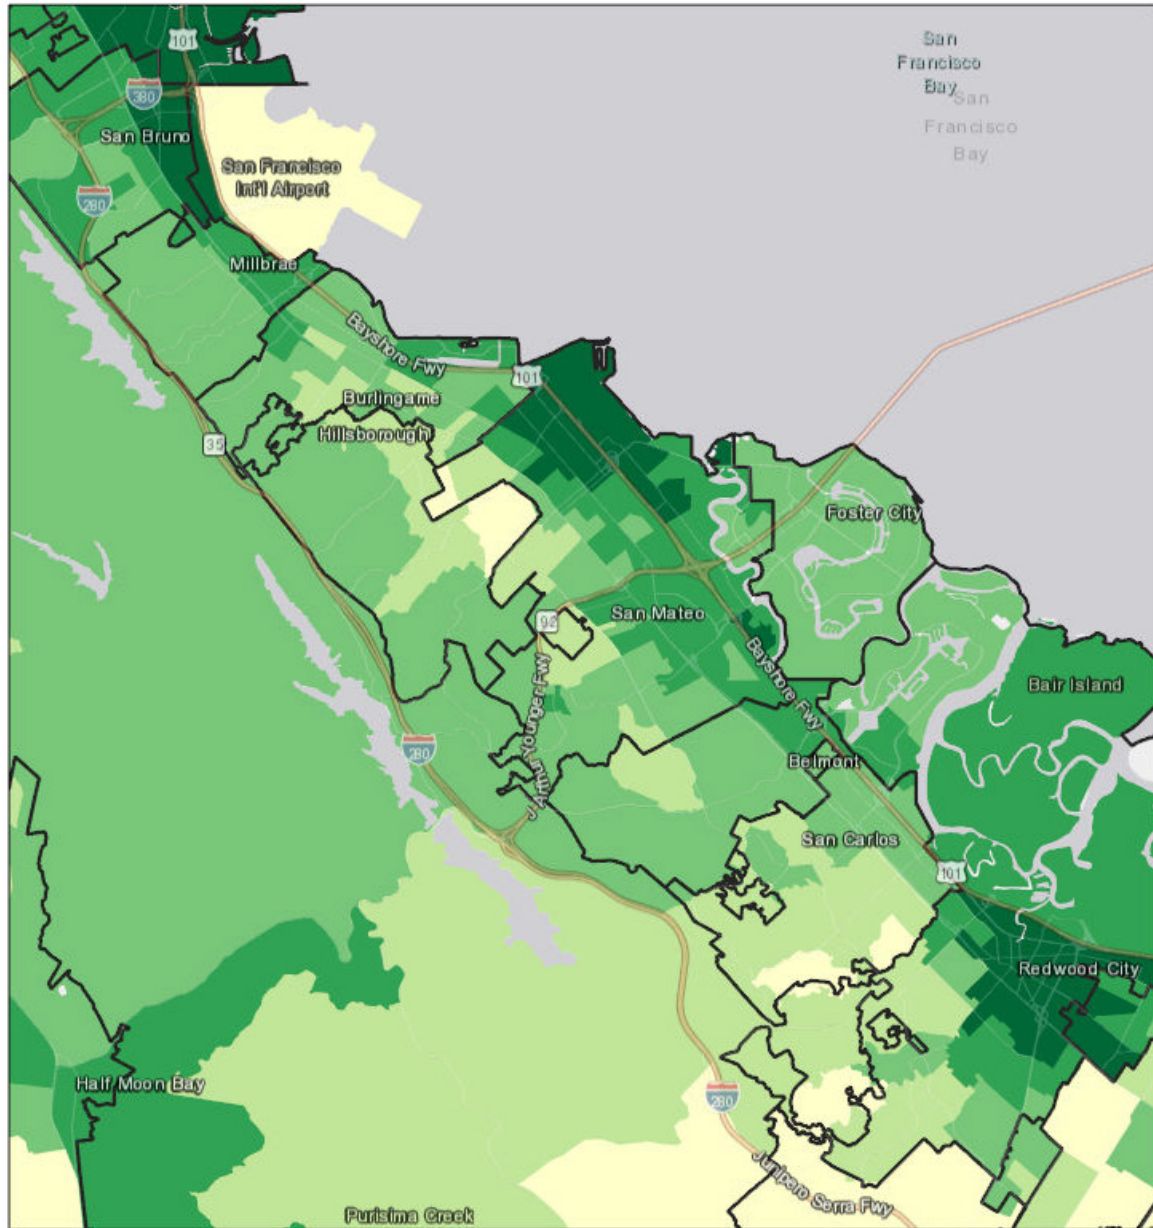 San
Francisco
Bay
San
Francisco
Bay
101
380
San Bruno
San Francisco
Int'l Airport
280
Millbrae
Bayshore Fwy
101
Burlingame
Hillsborough
35
Foster City
San Mateo
92
Bayshore Fwy
Bair Island
J Arthur Younger Fwy
280
Belmont
San Carlos
101
Redwood City
Half Moon Bay
280
Junipero Serra Fwy
Purisima Creek